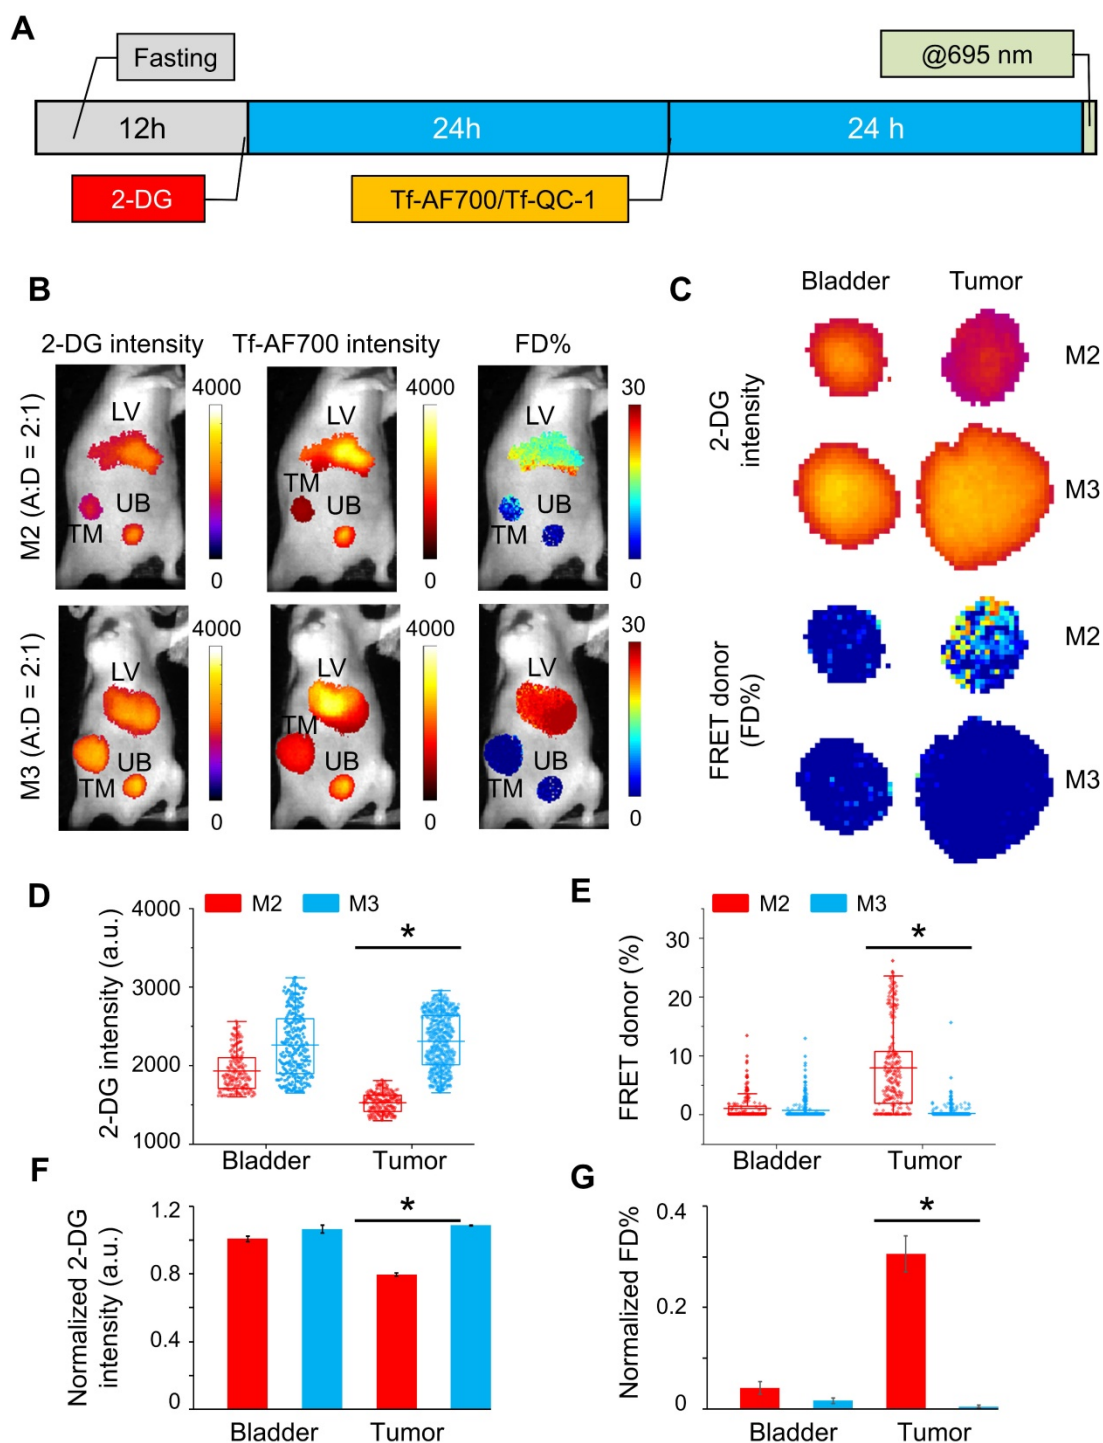 A
Fasting
@695 nm
12h
24h
24 h
2-DG
Tf-AF700/Tf-QC-1
B
2-DG intensity
Tf-AF700 intensity
FD%
M2 (A:D = 2:1)
LV
TM
UB
4000
0
LV
TM
UB
4000
0
LV
TM
UB
30
0
M3 (A:D = 2:1)
LV
TM
UB
4000
0
LV
TM
UB
4000
0
LV
TM
UB
30
0
C
Bladder
Tumor
2-DG
intensity
M2
M3
FRET donor
(FD%)
M2
M3
D
M2
M3
2-DG intensity (a.u.)
4000
3000
2000
1000
*
Bladder
Tumor
E
M2
M3
FRET donor (%)
30
20
10
0
*
Bladder
Tumor
F
Normalized 2-DG
intensity (a.u.)
1.2
0.8
0.4
0
*
Bladder
Tumor
G
Normalized FD%
0.4
0.2
0
*
Bladder
Tumor